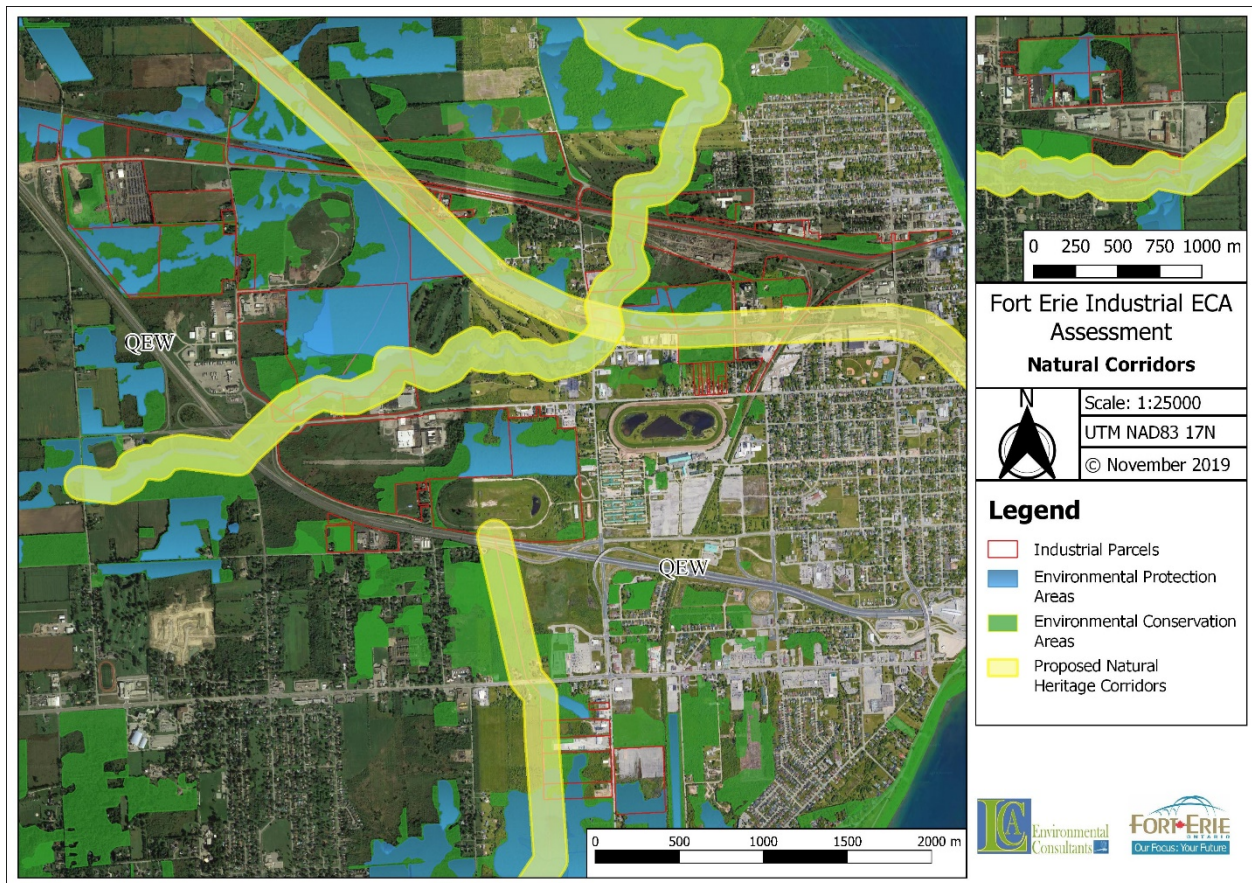 QEW
QEW
0 500 1000 1500 2000 m
0 250 500 750 1000 m
Fort Erie Industrial ECA
Assessment
Natural Corridors
N
Scale: 1:25000
UTM NAD83 17N
© November 2019
Legend
Industrial Parcels
Environmental Protection
Areas
Environmental Conservation
Areas
Proposed Natural
Heritage Corridors
LCA
Environmental
Consultants
FORT ERIE
ONTARIO
Our Focus: Your Future